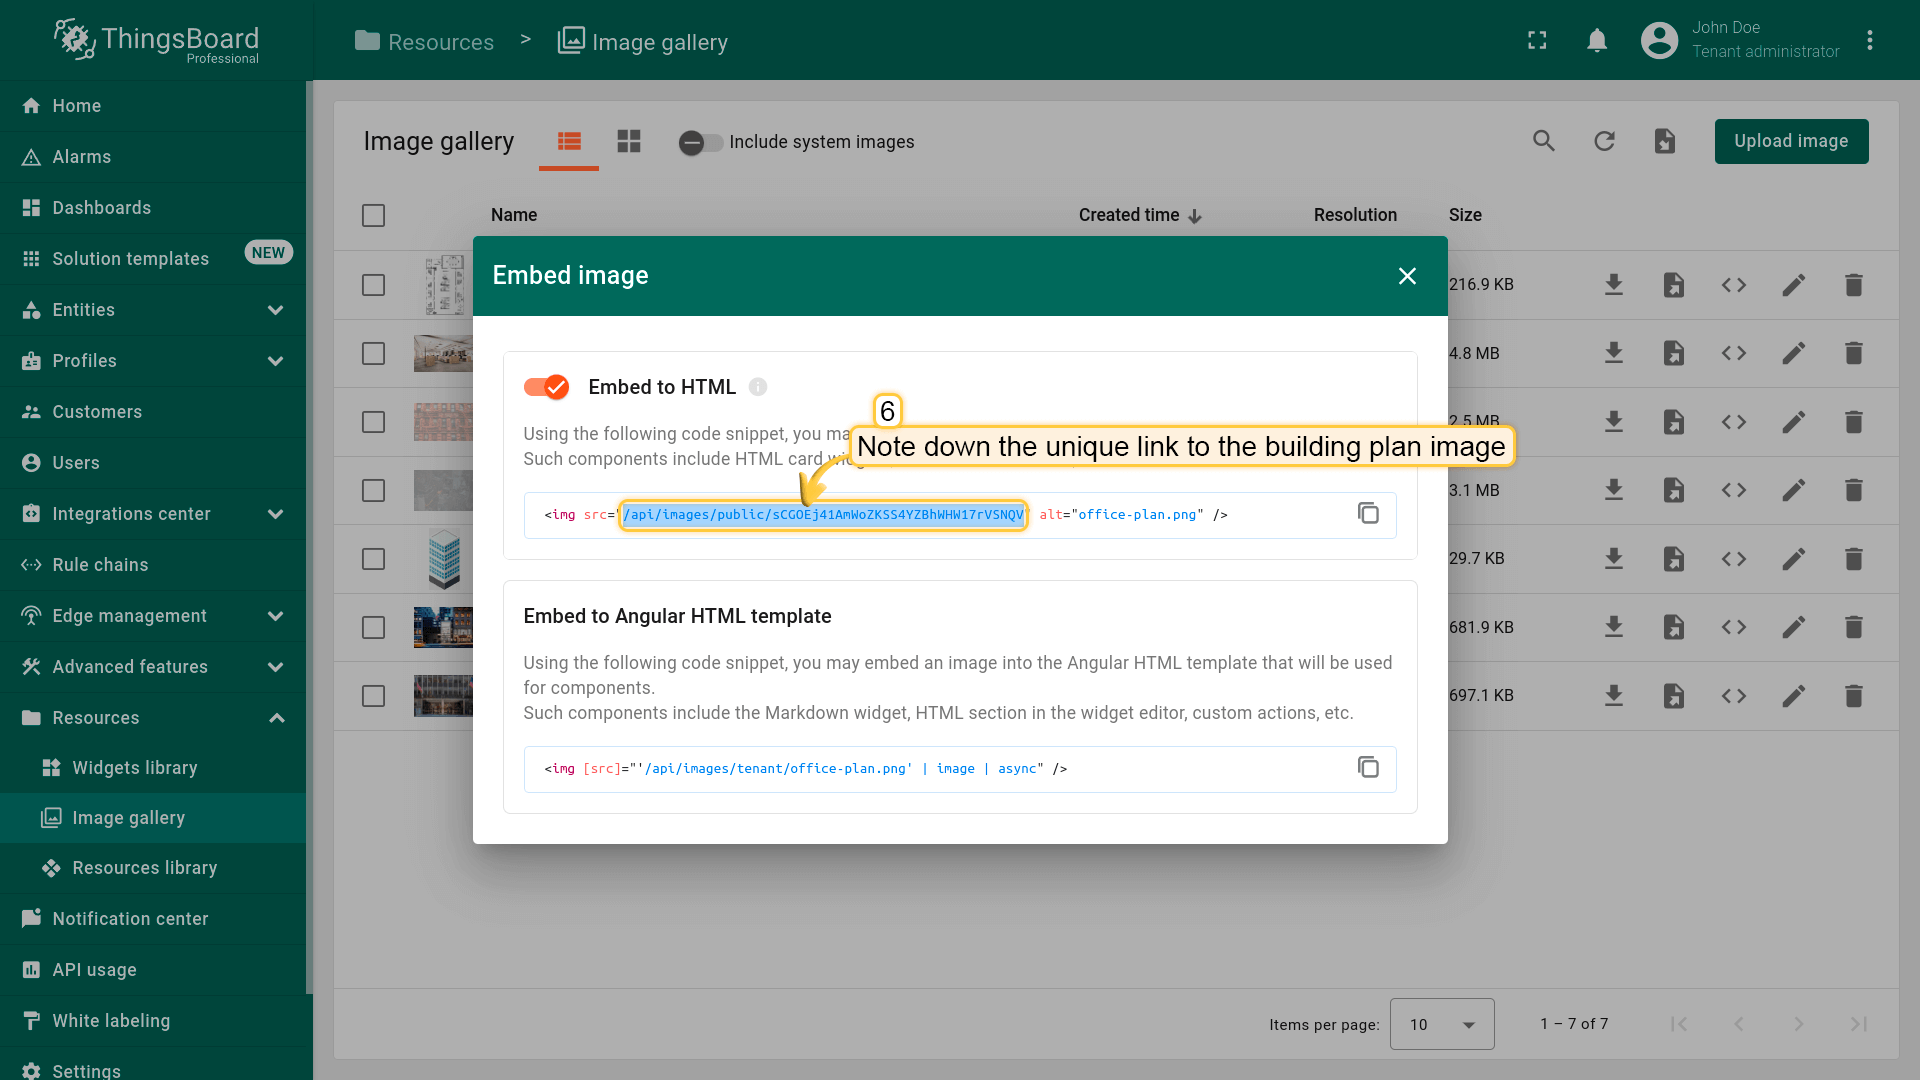 ThingsBoard
Professional
Resources > Image gallery
John Doe
Tenant administrator
Home
Alarms
Dashboards
Solution templates NEW
Entities
Profiles
Customers
Users
Integrations center
Rule chains
Edge management
Advanced features
Resources
Widgets library
Image gallery
Resources library
Notification center
API usage
White labeling
Settings
Image gallery
Include system images
Upload image
Name Created time Resolution Size
216.9 KB
4.8 MB
2.5 MB
3.1 MB
29.7 KB
681.9 KB
697.1 KB
Embed image
Embed to HTML
6
Note down the unique link to the building plan image
Using the following code snippet, you
Such components include HTML card
<img src="/api/images/public/sCGOEj41AmWoZKSS4YZBhWHW17rVSNQV" alt="office-plan.png" />
Embed to Angular HTML template
Using the following code snippet, you may embed an image into the Angular HTML template that will be used
for components.
Such components include the Markdown widget, HTML section in the widget editor, custom actions, etc.
<img [src]="'/api/images/tenant/office-plan.png' | image | async" />
Items per page: 10
1 – 7 of 7